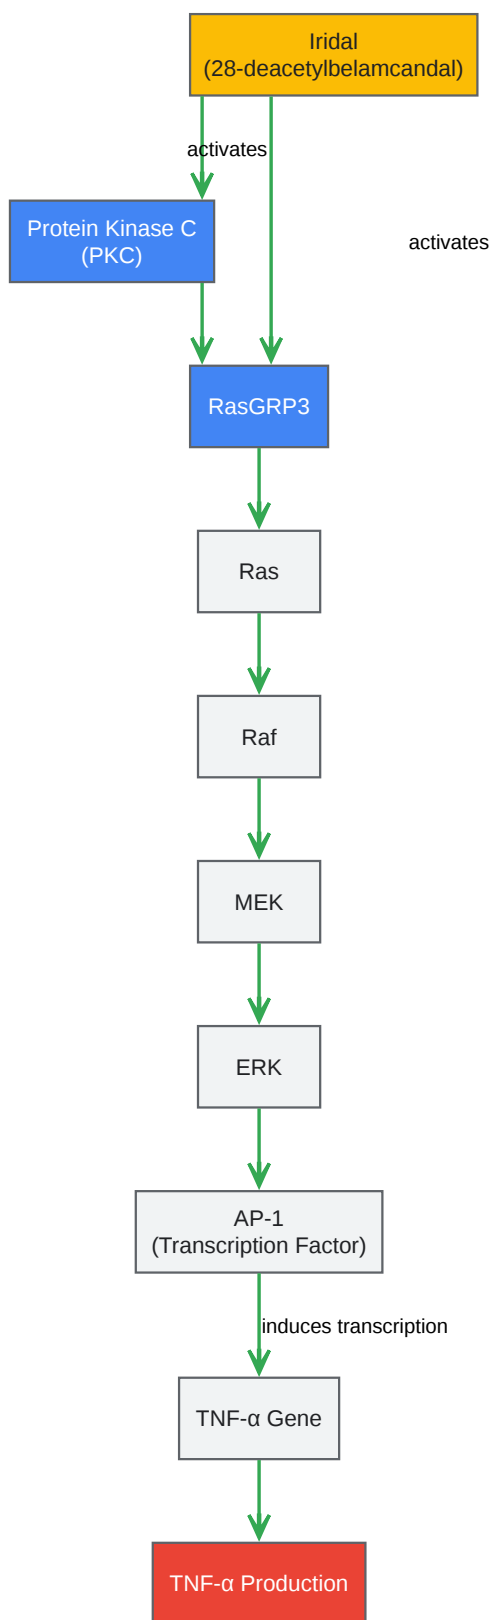 Iridal
(28-deacetylbelamcandal)
activates
Protein Kinase C
(PKC)
activates
RasGRP3
Ras
Raf
MEK
ERK
AP-1
(Transcription Factor)
induces transcription
TNF-α Gene
TNF-α Production